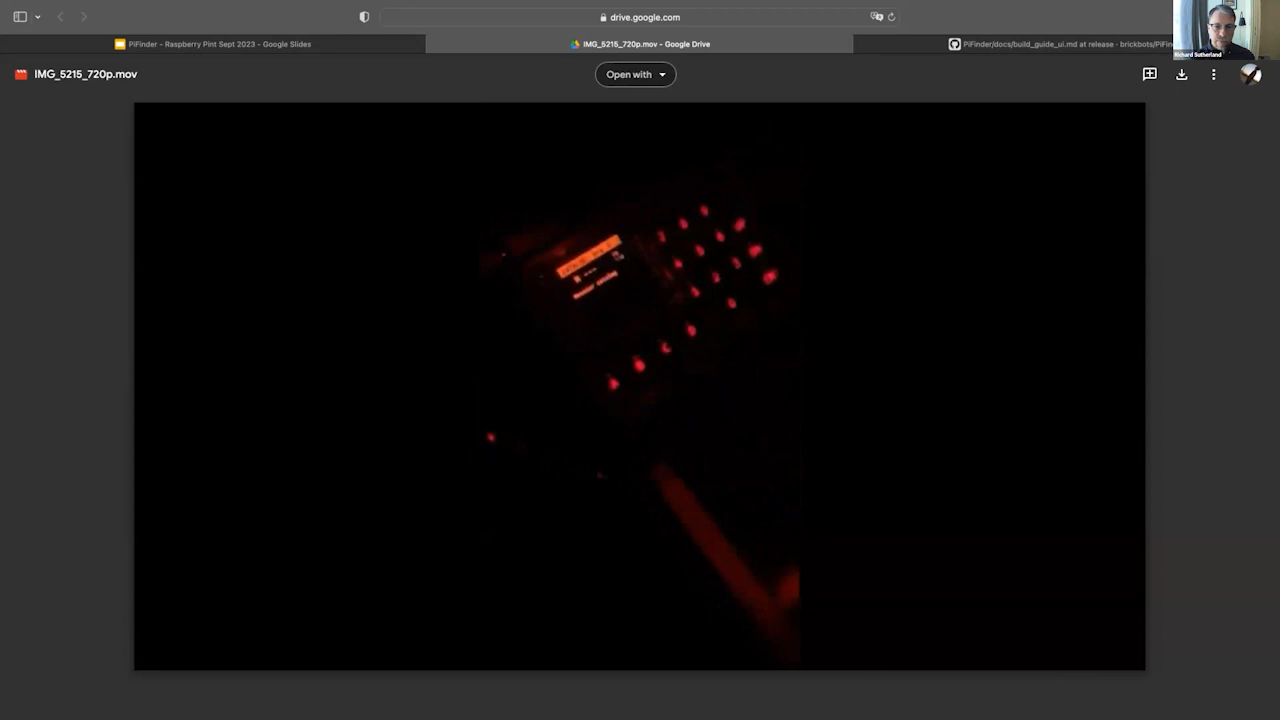 drive.google.com
PiFinder - Raspberry Pint Sept 2023 - Google Slides
IMG_5215_720p.mov - Google Drive
PiFinder/docs/build_guide_ui.md at release · brickbots/PiFin
Richard Sutherland
IMG_5215_720p.mov
Open with